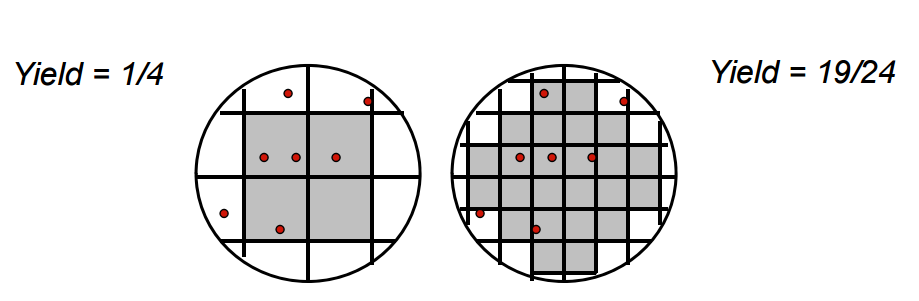 Yield = 1/4
Yield = 19/24